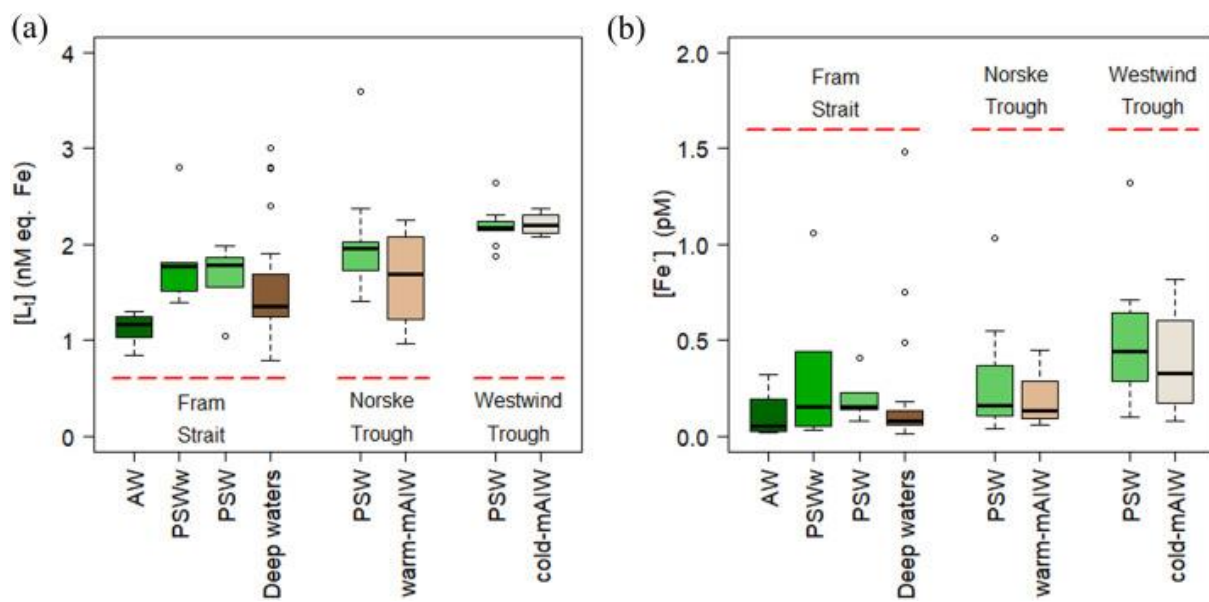 (a)
[Lt] (nM eq. Fe)
4
3
2
1
0
Fram
Strait
Norske
Trough
Westwind
Trough
AW
PSWw
PSW
Deep waters
PSW
warm-mAIW
PSW
cold-mAIW
(b)
[Fe´] (pM)
2.0
1.5
1.0
0.5
0.0
Fram
Strait
Norske
Trough
Westwind
Trough
AW
PSWw
PSW
Deep waters
PSW
warm-mAIW
PSW
cold-mAIW